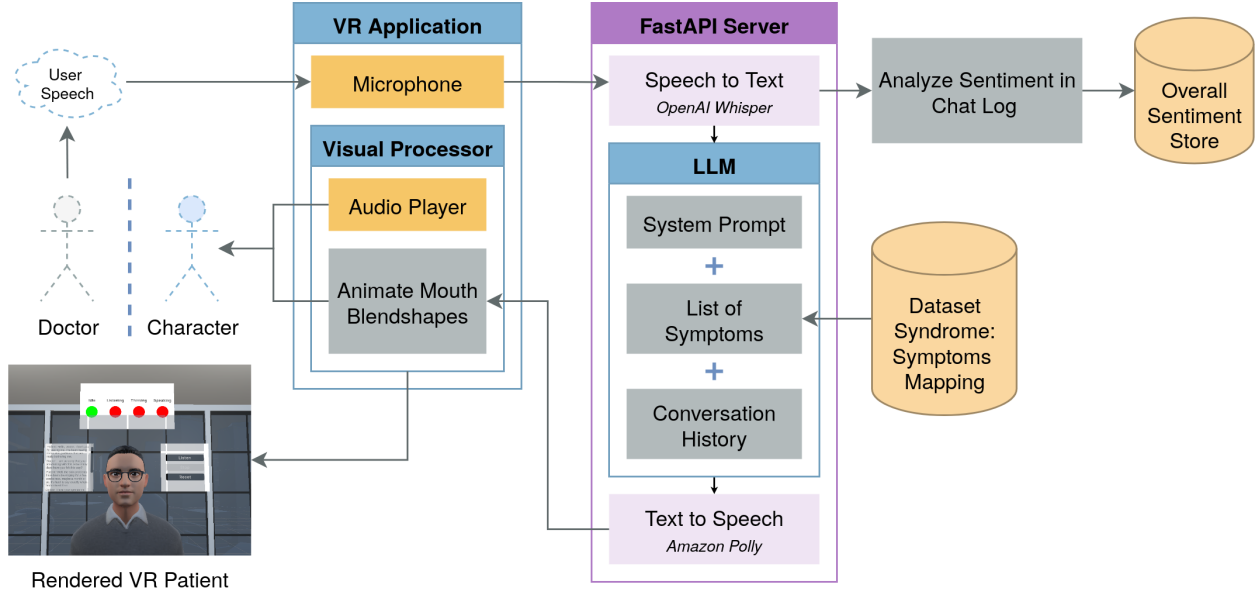 VR Application
FastAPI Server
User
Speech
Microphone
Speech to Text
OpenAI Whisper
Analyze Sentiment in
Chat Log
Overall
Sentiment
Store
Visual Processor
LLM
Audio Player
System Prompt
+
Animate Mouth
Blendshapes
List of
Symptoms
Dataset
Syndrome:
Symptoms
Mapping
Doctor
Character
+
Conversation
History
Idle
Listening
Thinking
Speaking
Listen
Reset
Text to Speech
Amazon Polly
Rendered VR Patient